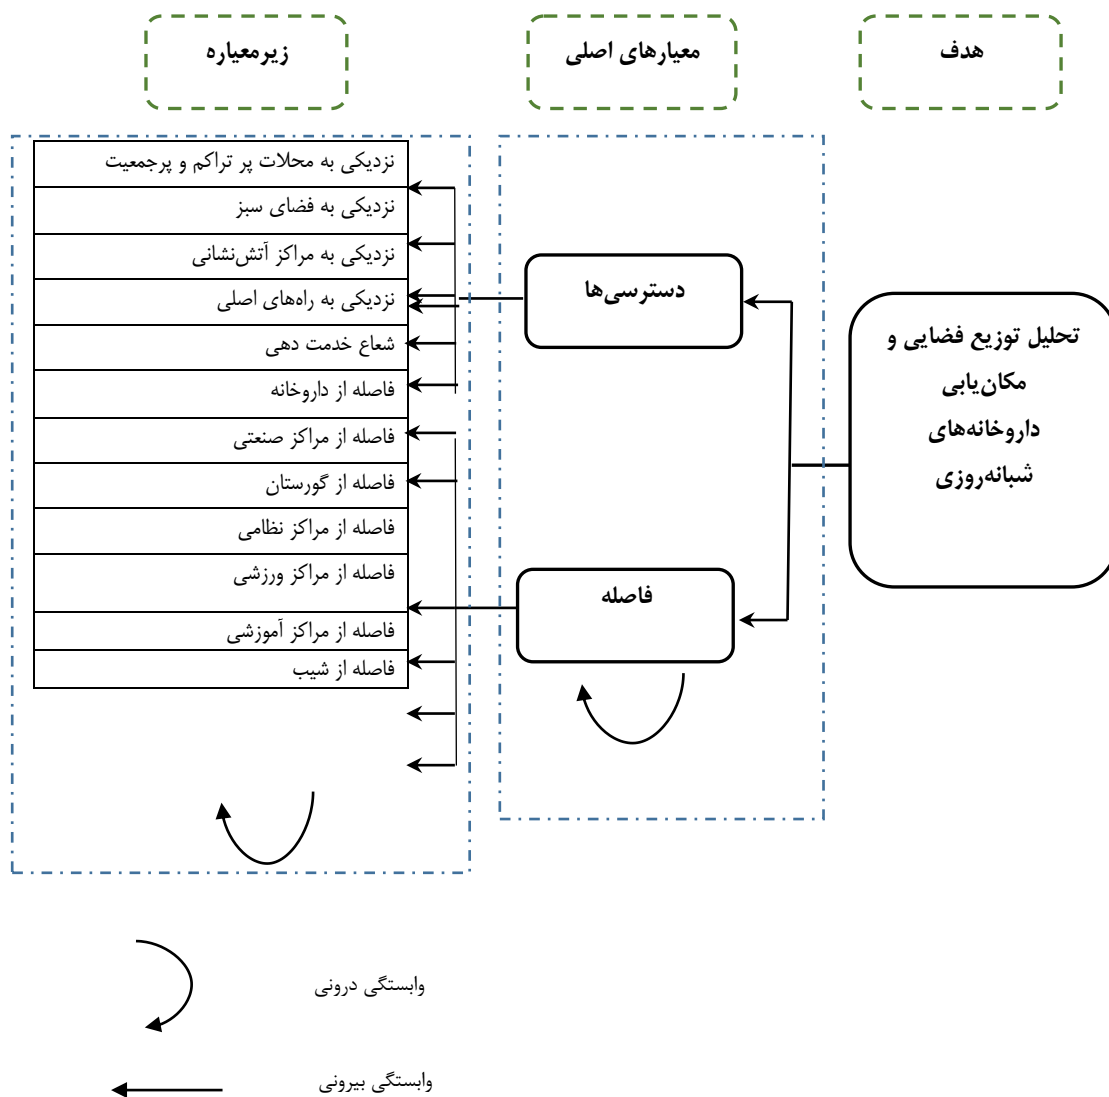 هدف
معیارهای اصلی
زیرمعیاره
تحلیل توزیع فضایی و
مکان‌یابی
داروخانه‌های
شبانه‌روزی
دسترسی‌ها
فاصله
نزدیکی به محلات پر تراکم و پرجمعیت
نزدیکی به فضای سبز
نزدیکی به مراکز آتش‌نشانی
نزدیکی به راه‌های اصلی
شعاع خدمت دهی
فاصله از داروخانه
فاصله از مراکز صنعتی
فاصله از گورستان
فاصله از مراکز نظامی
فاصله از مراکز ورزشی
فاصله از مراکز آموزشی
فاصله از شیب
وابستگی درونی
وابستگی بیرونی